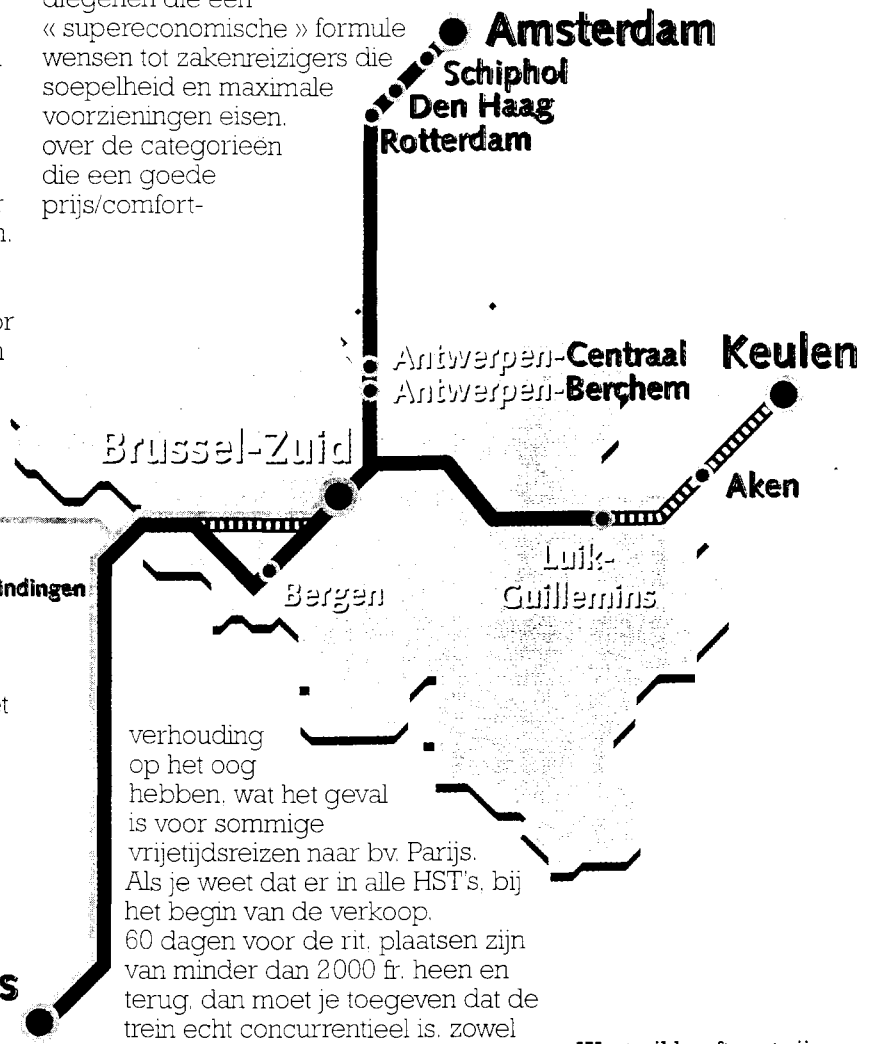 « supereconomische » formule
wensen tot zakenreizigers die
soepelheid en maximale
voorzieningen eisen.
over de categorieën
die een goede
prijs/comfort-
Amsterdam
Schiphol
Den Haag
Rotterdam
Antwerpen-Centraal
Antwerpen-Berchem
Keulen
Brussel-Zuid
Aken
Luik-
Guillemins
Bergen
verhouding
op het oog
hebben. wat het geval
is voor sommige
vrijetijdsreizen naar bv. Parijs.
Als je weet dat er in alle HST's. bij
het begin van de verkoop.
60 dagen voor de rit. plaatsen zijn
van minder dan 2000 fr. heen en
terug. dan moet je toegeven dat de
trein echt concurrentieel is. zowel